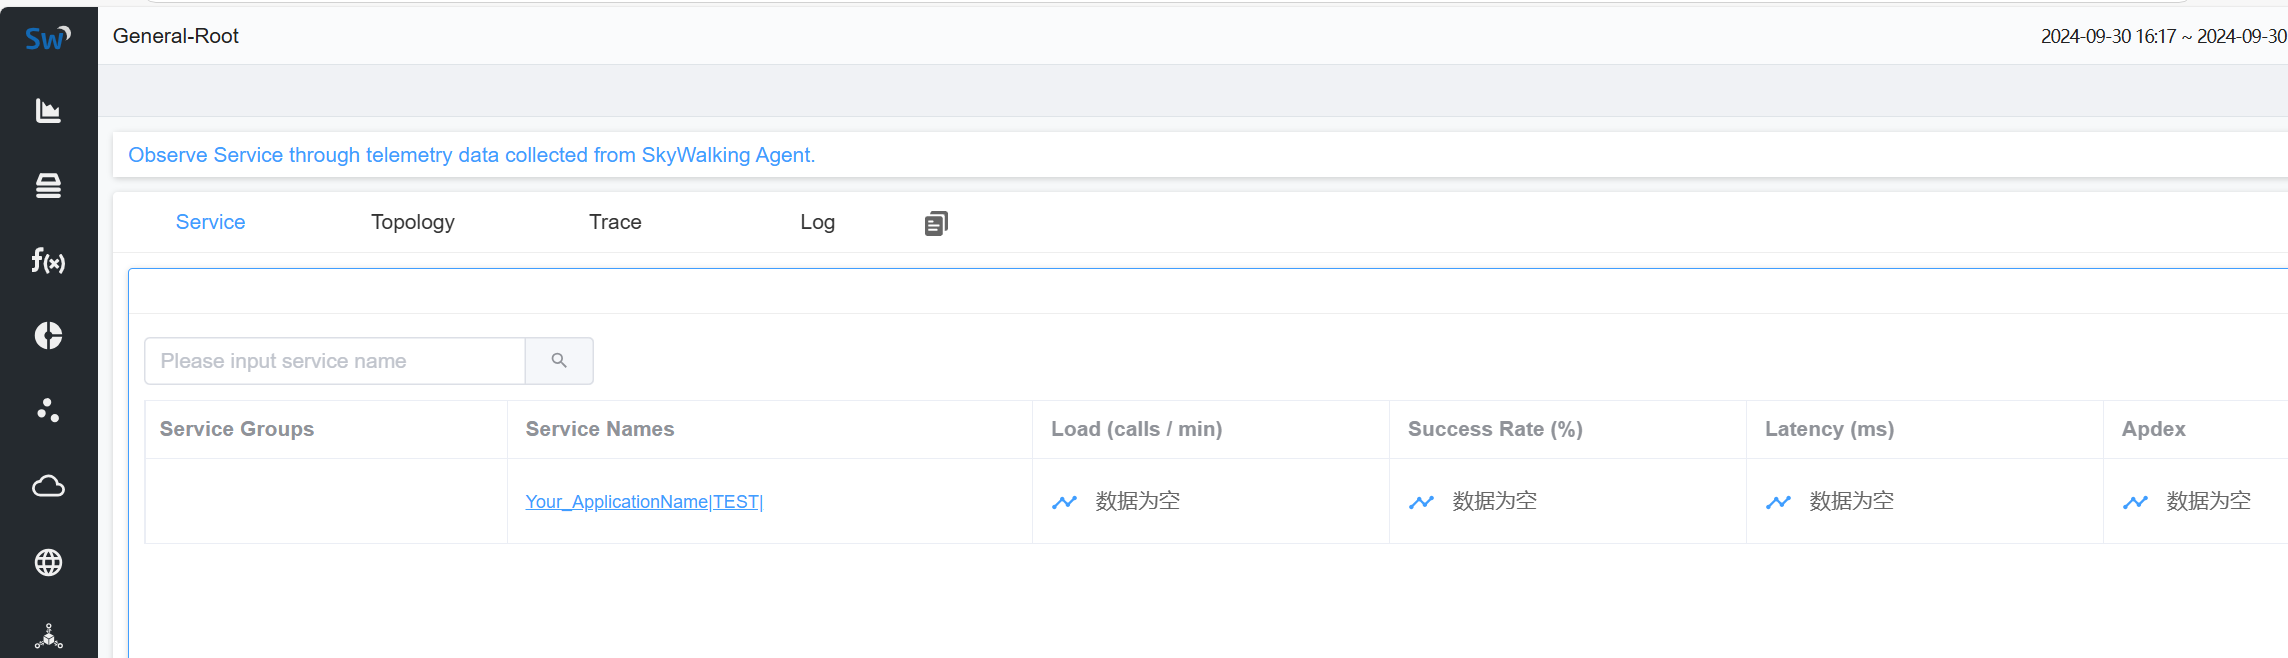 Sw
General-Root
2024-09-30 16:17 ~ 2024-09-30
Observe Service through telemetry data collected from SkyWalking Agent.
Service Topology Trace Log
f(x)
Please input service name
Service Groups Service Names Load (calls / min) Success Rate (%) Latency (ms) Apdex
Your_ApplicationName|TEST| 数据为空 数据为空 数据为空 数据为空